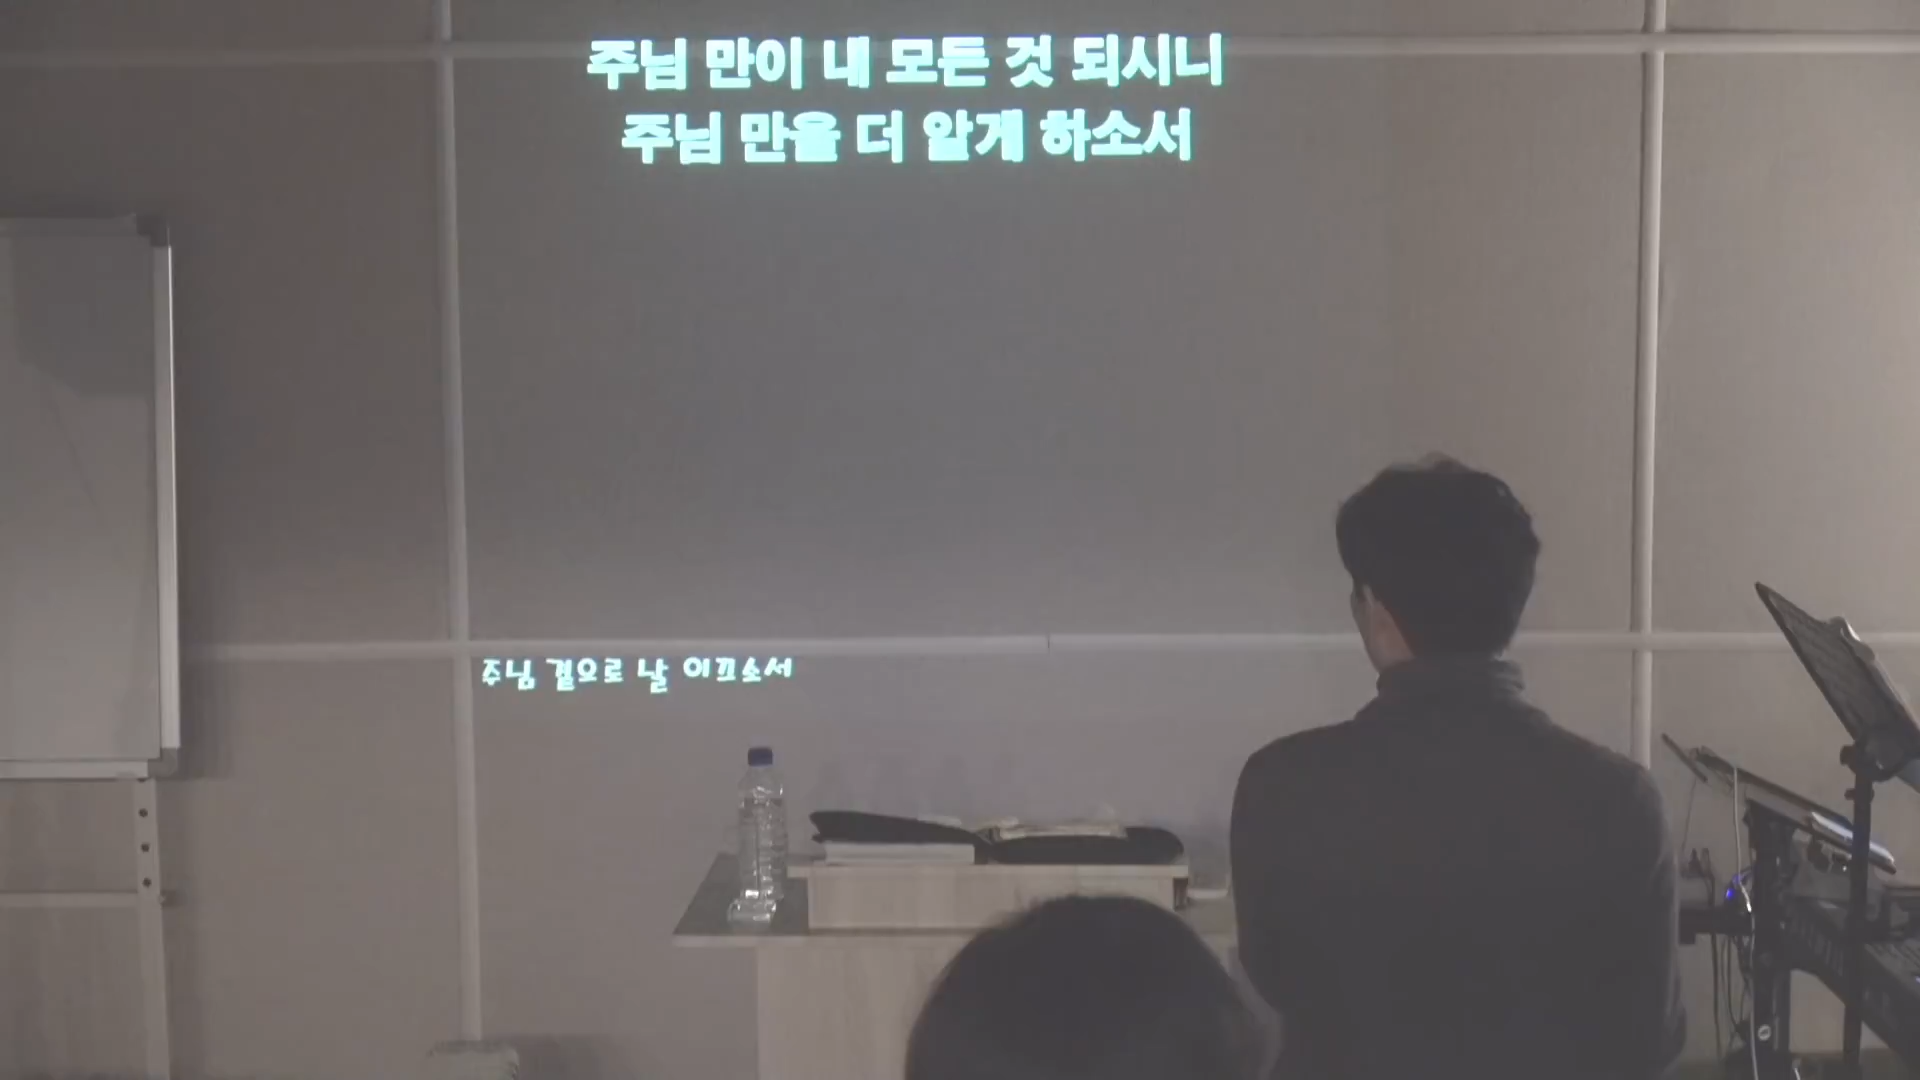 주님 만이 내 모든 것 되시니
주님 만을 더 알게 하소서
주님 곁으로 날 이끄소서